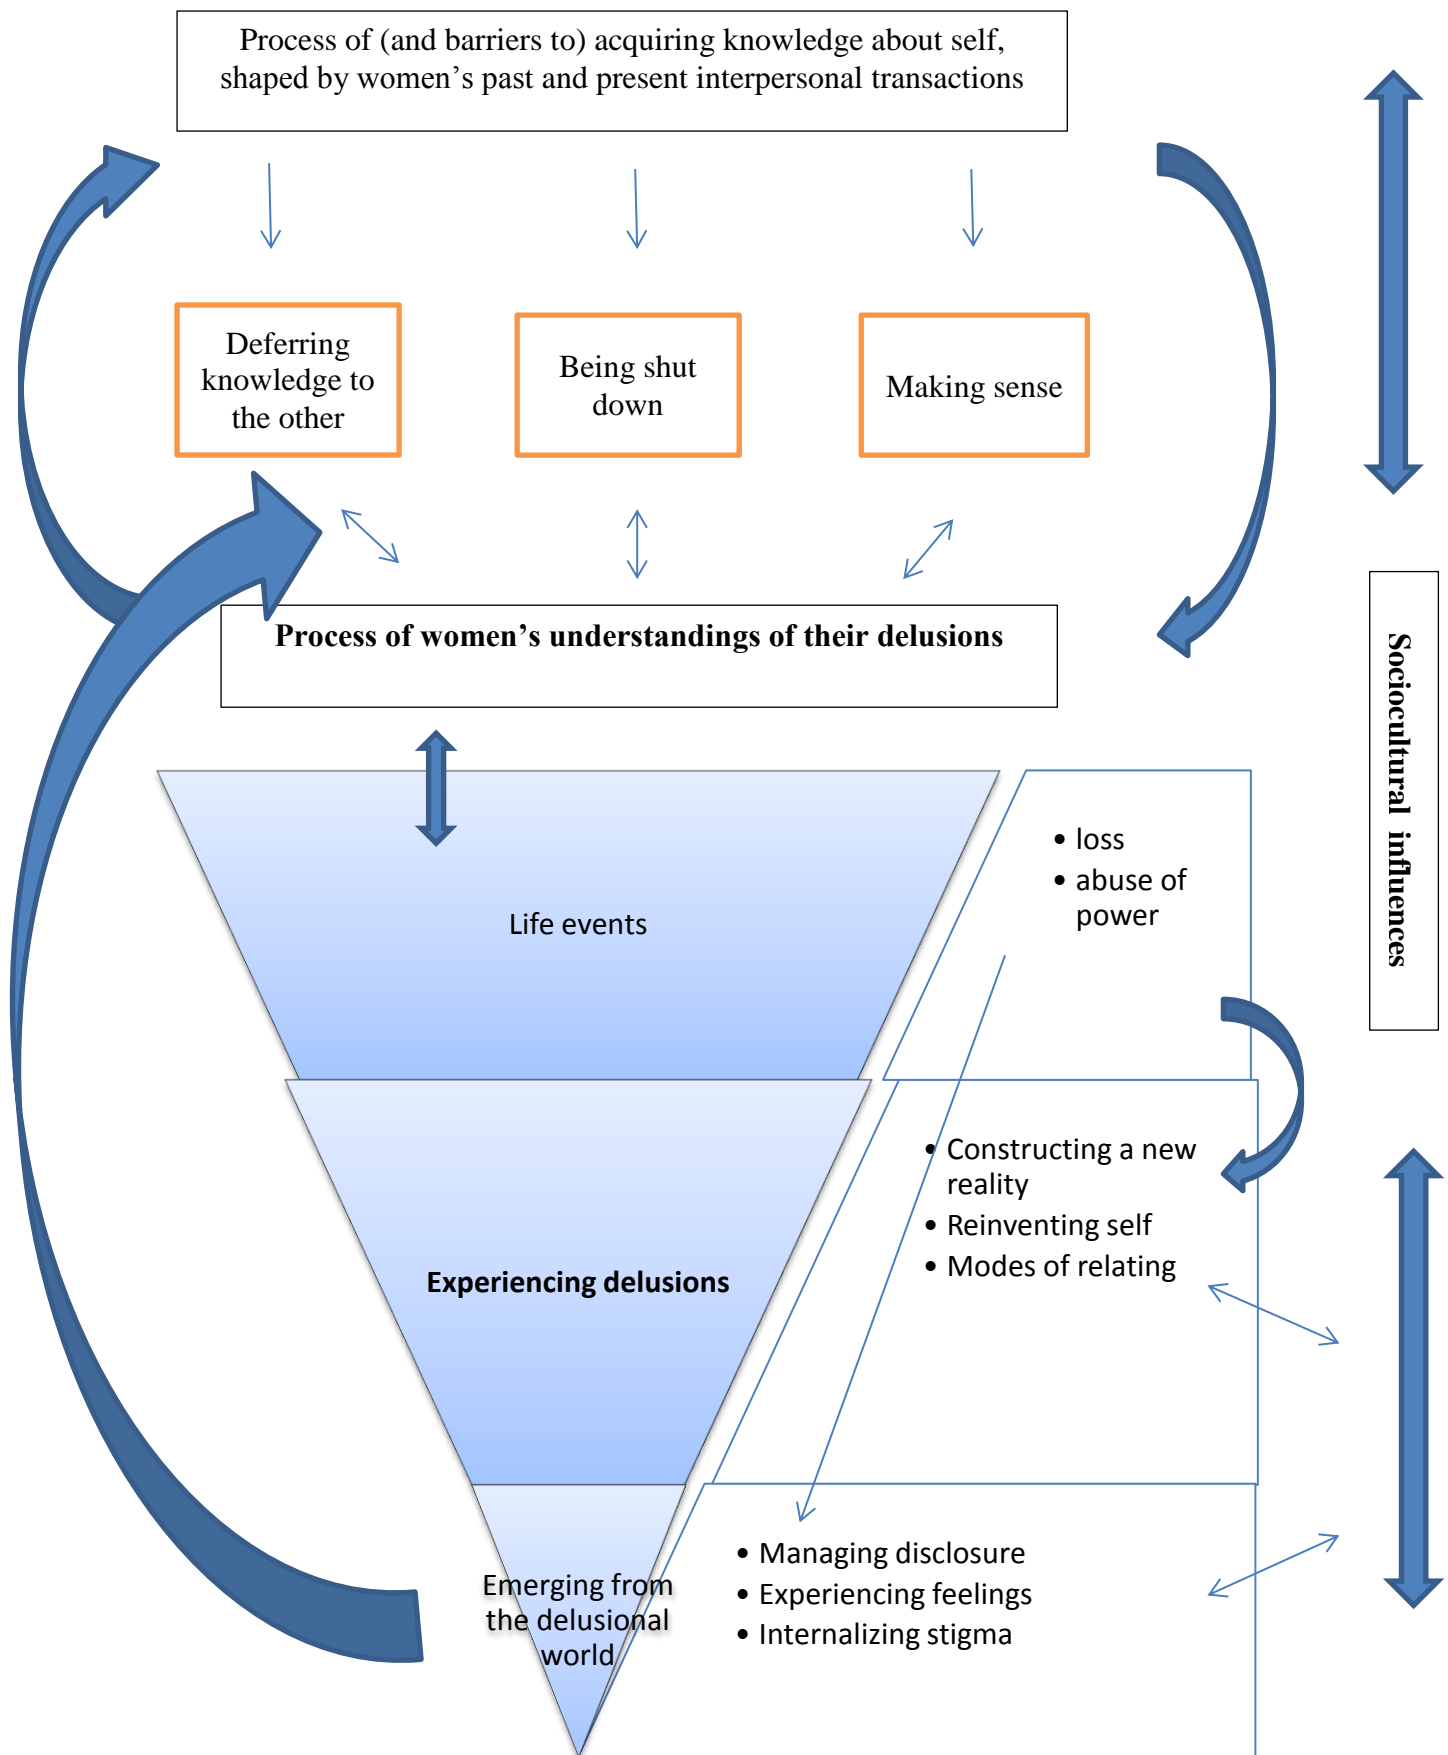 Process of (and barriers to) acquiring knowledge about self,
shaped by women’s past and present interpersonal transactions
Deferring
knowledge to
the other
Being shut
down
Making sense
Process of women’s understandings of their delusions
Sociocultural influences
Life events
• loss
• abuse of
power
Experiencing delusions
• Constructing a new
reality
• Reinventing self
• Modes of relating
Emerging from
the delusional
world
• Managing disclosure
• Experiencing feelings
• Internalizing stigma